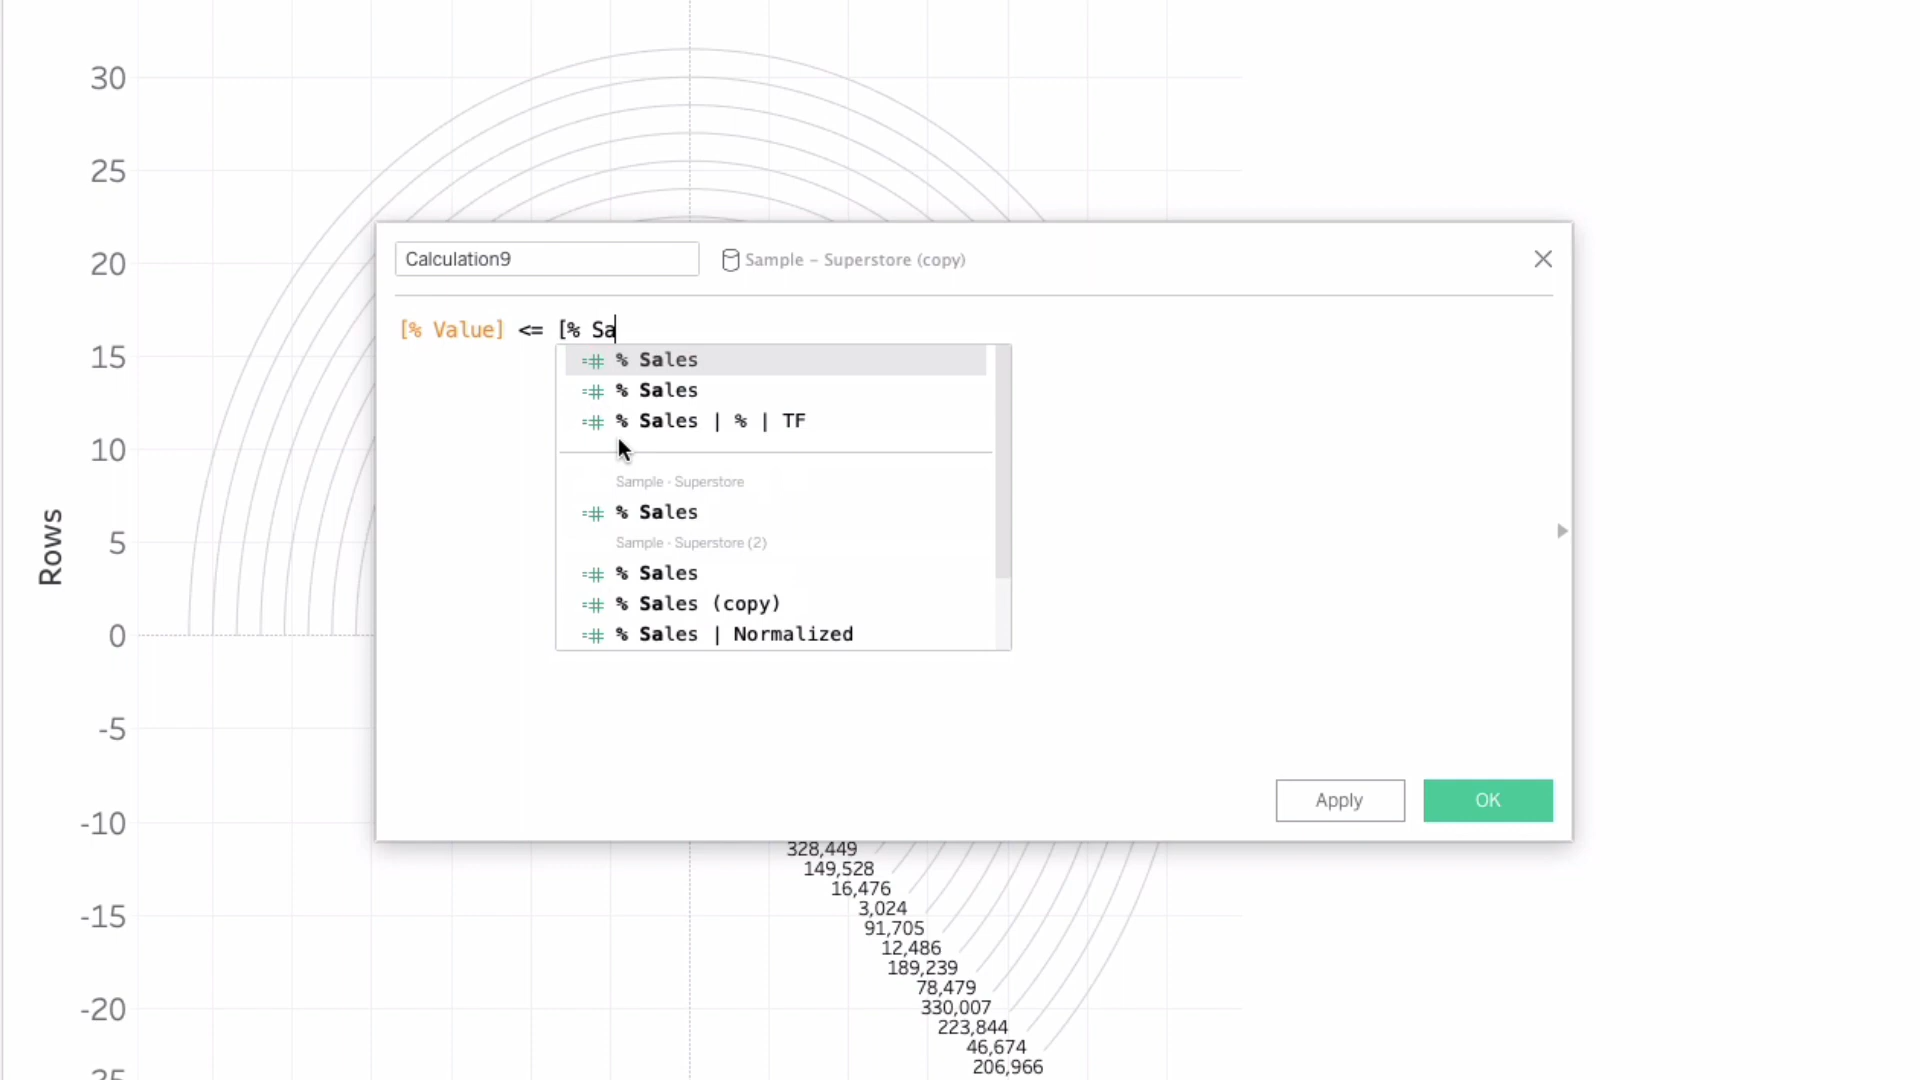 30
25
20
15
10
5
0
-5
-10
-15
-20
Rows
Calculation9
Sample – Superstore (copy)
[% Value] <= [% Sa
% Sales
% Sales
% Sales | % | TF
Sample - Superstore
% Sales
Sample - Superstore (2)
% Sales
% Sales (copy)
% Sales | Normalized
Apply
OK
328,449
149,528
16,476
3,024
91,705
12,486
189,239
78,479
330,007
223,844
46,674
206,966